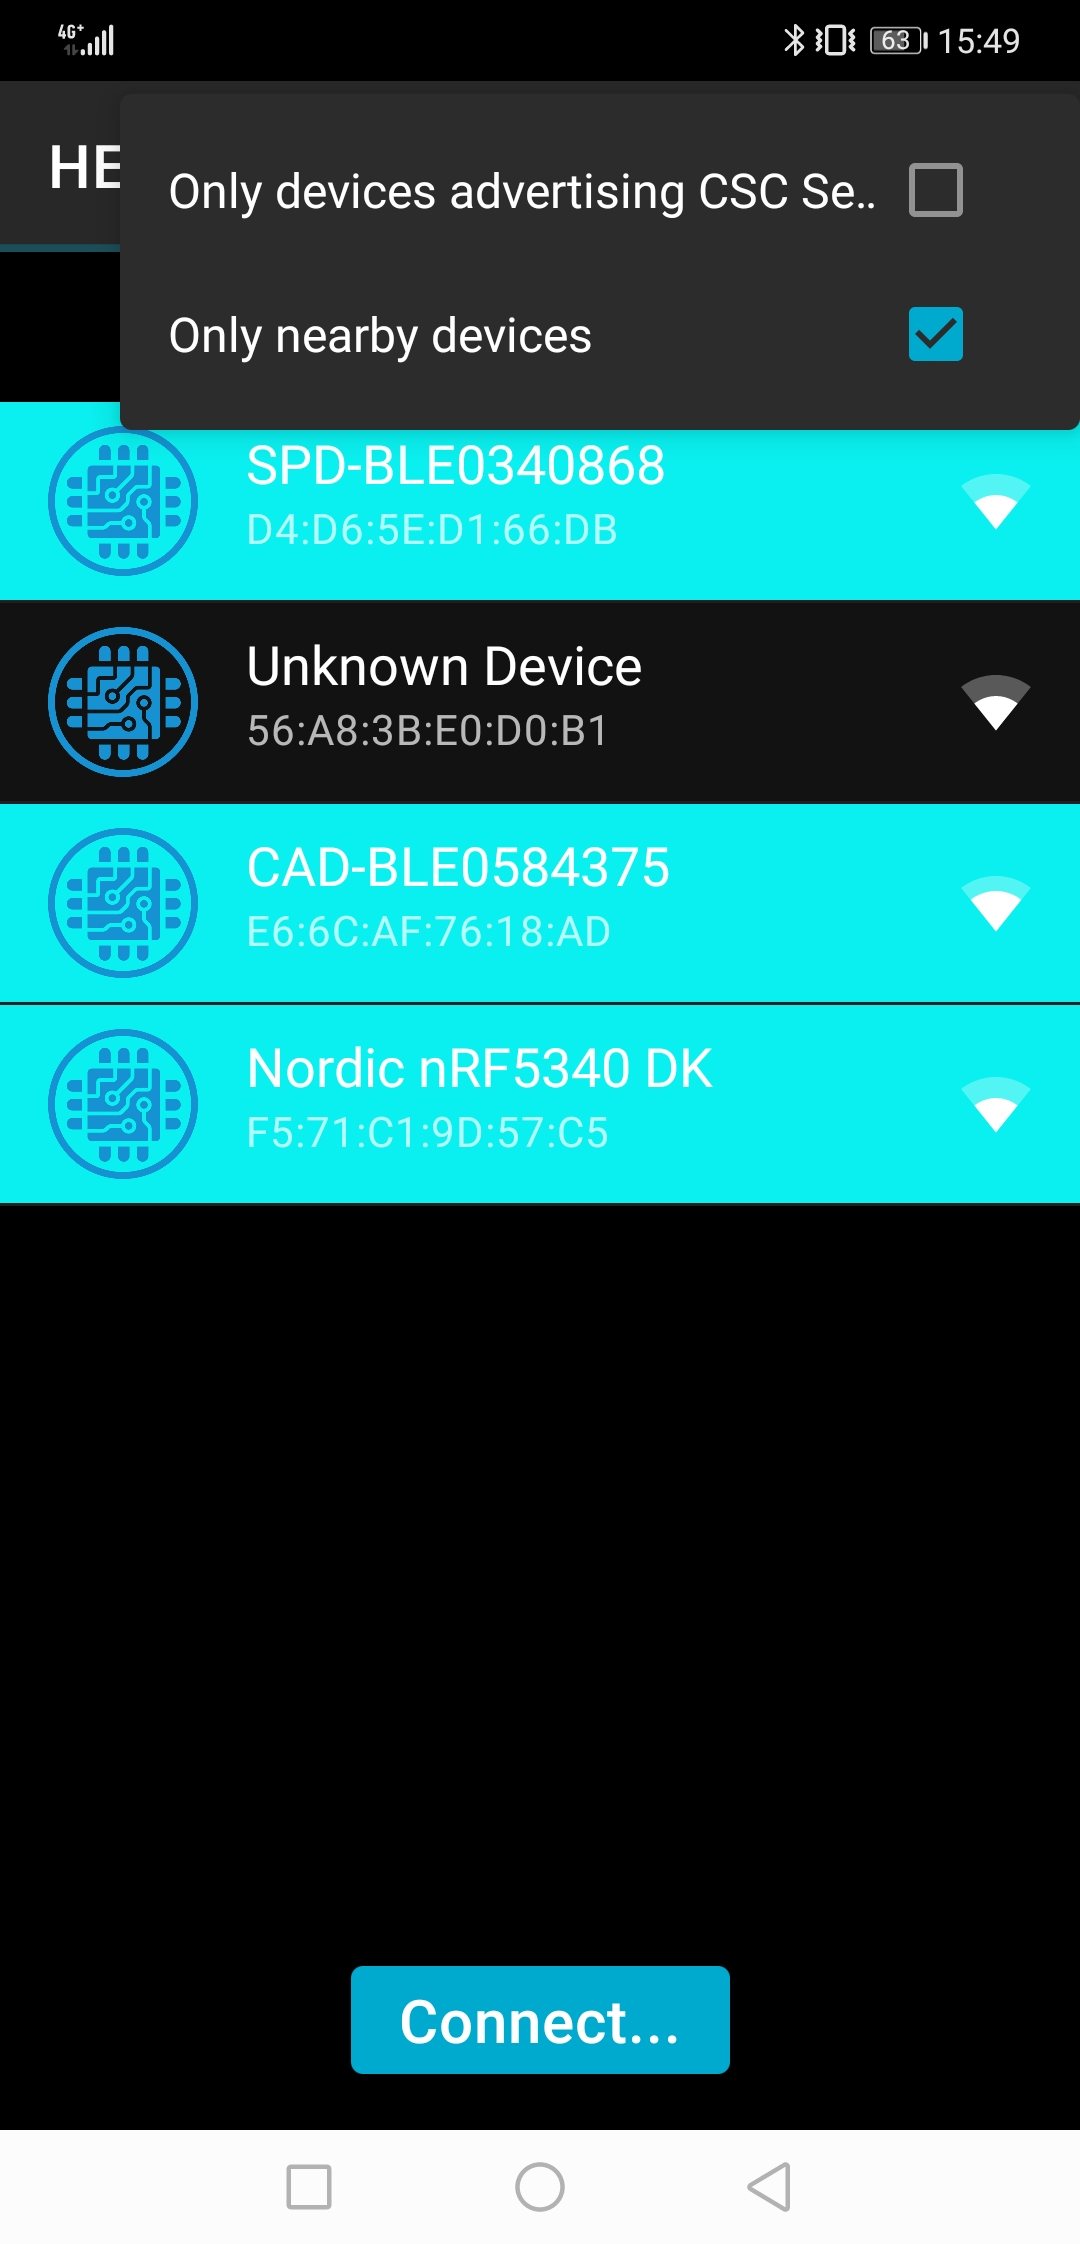 4G+
63 15:49
HE
Only devices advertising CSC Se..
Only nearby devices
SPD-BLE0340868
D4:D6:5E:D1:66:DB
Unknown Device
56:A8:3B:E0:D0:B1
CAD-BLE0584375
E6:6C:AF:76:18:AD
Nordic nRF5340 DK
F5:71:C1:9D:57:C5
Connect...